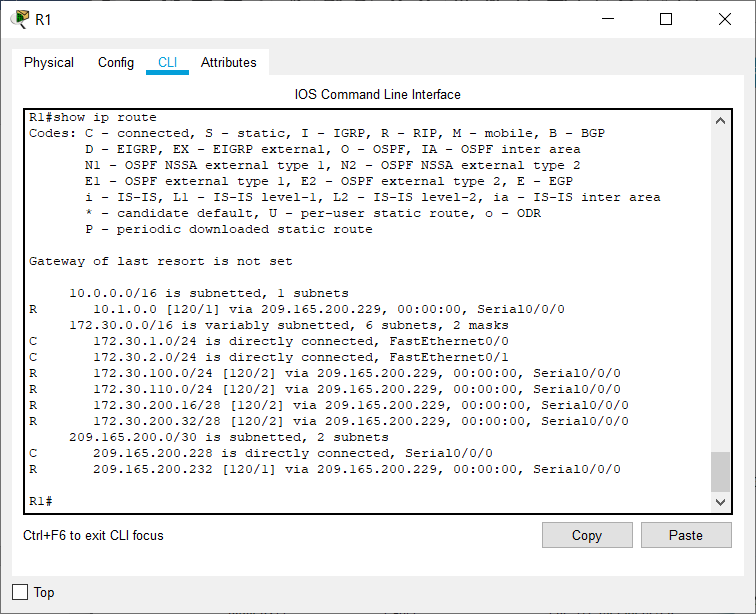 R1
Physical Config CLI Attributes
IOS Command Line Interface
R1#show ip route
Codes: C - connected, S - static, I - IGRP, R - RIP, M - mobile, B - BGP
       D - EIGRP, EX - EIGRP external, O - OSPF, IA - OSPF inter area
       N1 - OSPF NSSA external type 1, N2 - OSPF NSSA external type 2
       E1 - OSPF external type 1, E2 - OSPF external type 2, E - EGP
       i - IS-IS, L1 - IS-IS level-1, L2 - IS-IS level-2, ia - IS-IS inter area
       * - candidate default, U - per-user static route, o - ODR
       P - periodic downloaded static route
Gateway of last resort is not set
     10.0.0.0/16 is subnetted, 1 subnets
R       10.1.0.0 [120/1] via 209.165.200.229, 00:00:00, Serial0/0/0
     172.30.0.0/16 is variably subnetted, 6 subnets, 2 masks
C       172.30.1.0/24 is directly connected, FastEthernet0/0
C       172.30.2.0/24 is directly connected, FastEthernet0/1
R       172.30.100.0/24 [120/2] via 209.165.200.229, 00:00:00, Serial0/0/0
R       172.30.110.0/24 [120/2] via 209.165.200.229, 00:00:00, Serial0/0/0
R       172.30.200.16/28 [120/2] via 209.165.200.229, 00:00:00, Serial0/0/0
R       172.30.200.32/28 [120/2] via 209.165.200.229, 00:00:00, Serial0/0/0
     209.165.200.0/30 is subnetted, 2 subnets
C       209.165.200.228 is directly connected, Serial0/0/0
R       209.165.200.232 [120/1] via 209.165.200.229, 00:00:00, Serial0/0/0
R1#
Ctrl+F6 to exit CLI focus Copy Paste
Top